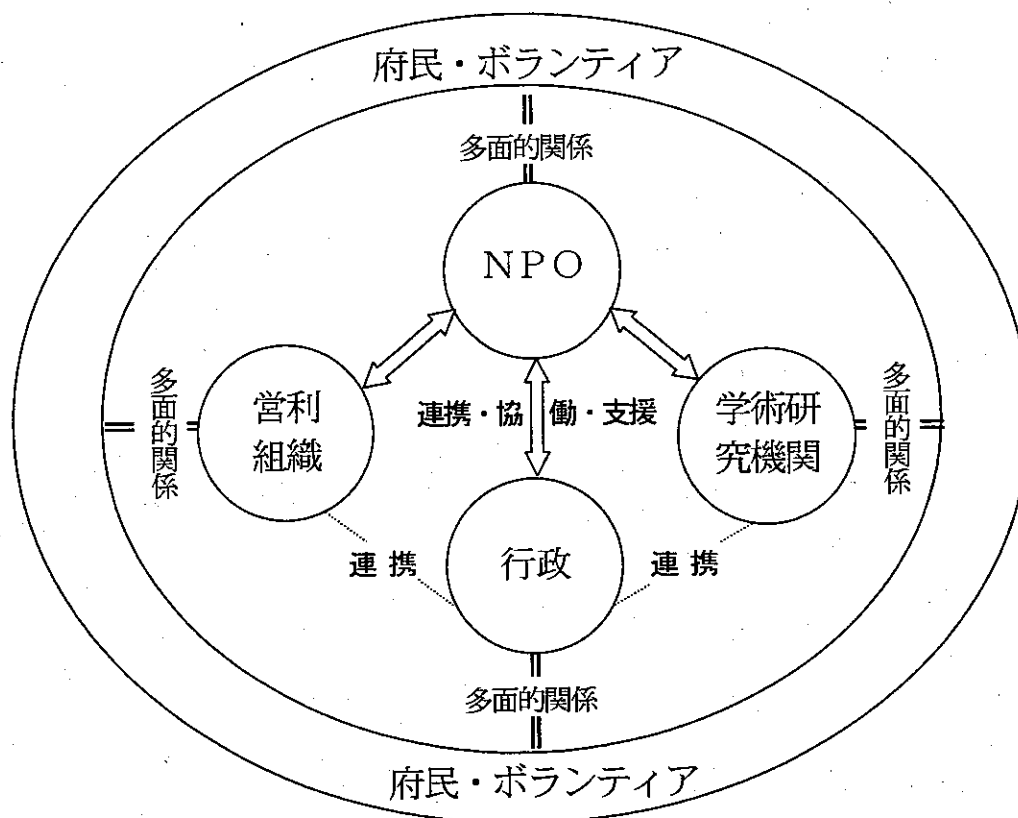 府民・ボランティア
多面的関係
NPO
営利
組織
学術研
究機関
多面的関係
多面的関係
連携・協働・支援
連携
行政
連携
多面的関係
府民・ボランティア